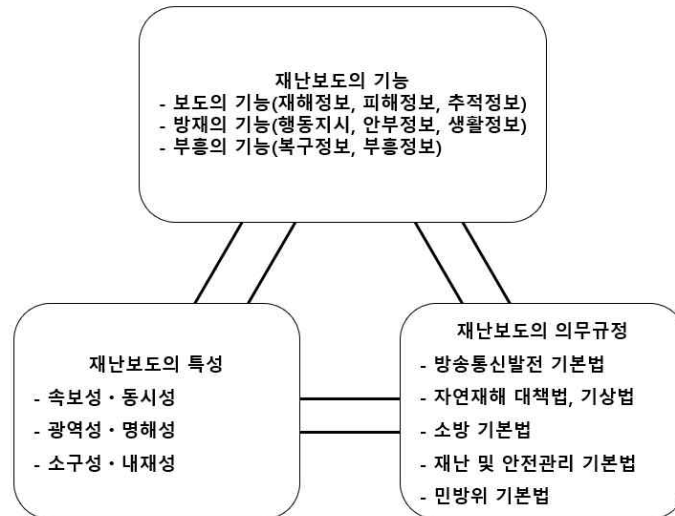 재난보도의 기능
- 보도의 기능(재해정보, 피해정보, 추적정보)
- 방재의 기능(행동지시, 안부정보, 생활정보)
- 부흥의 기능(복구정보, 부흥정보)
재난보도의 특성
- 속보성・동시성
- 광역성・명해성
- 소구성・내재성
재난보도의 의무규정
- 방송통신발전 기본법
- 자연재해 대책법, 기상법
- 소방 기본법
- 재난 및 안전관리 기본법
- 민방위 기본법